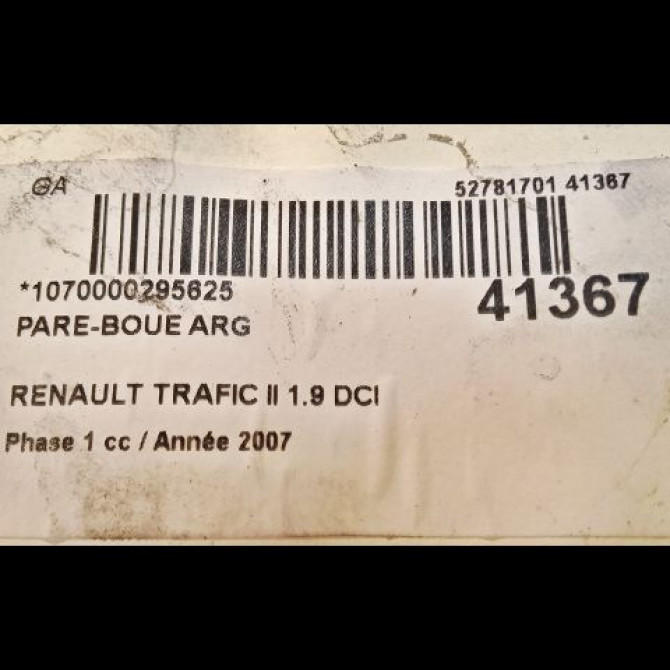 GA
52781701 41367
*1070000295625
41367
PARE-BOUE ARG
RENAULT TRAFIC II 1.9 DCI
Phase 1 cc / Année 2007